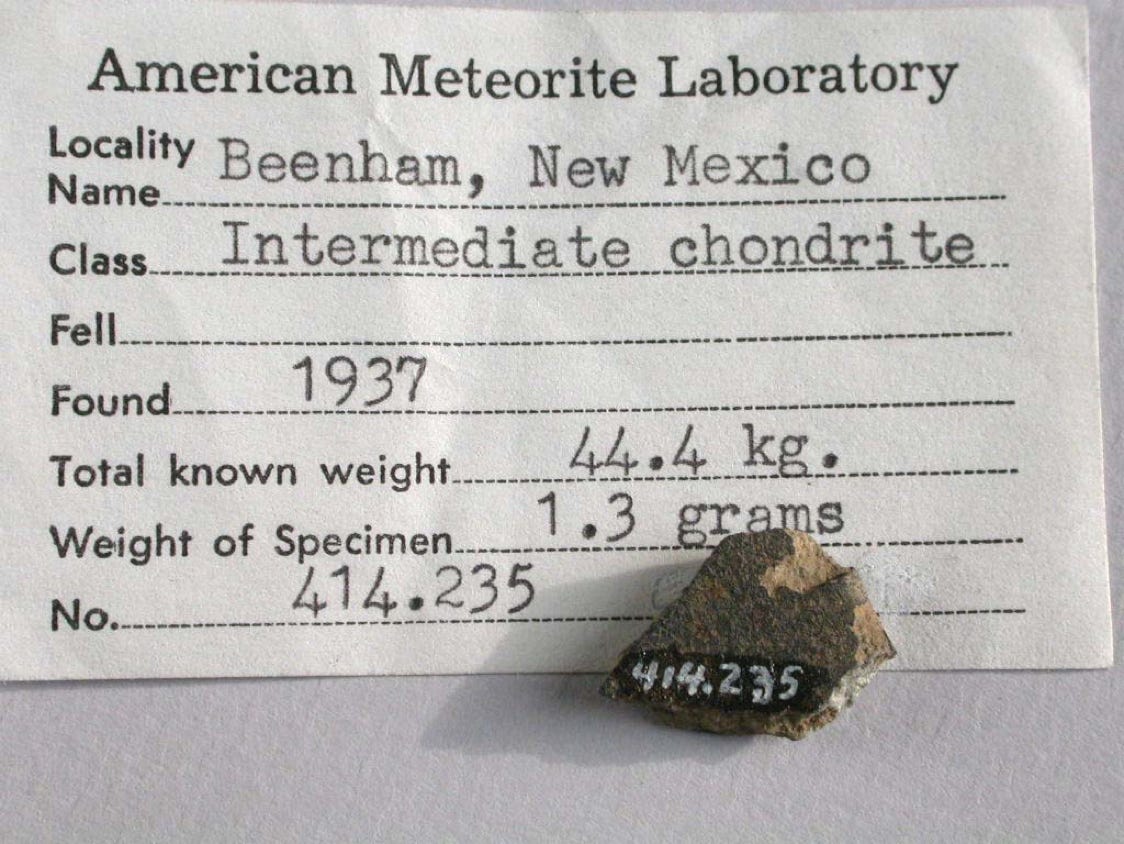 American Meteorite Laboratory
Locality Name Beenham, New Mexico
Class Intermediate chondrite
Fell
Found 1937
Total known weight 44.4 kg.
Weight of Specimen 1.3 grams
No. 414.235
414.235